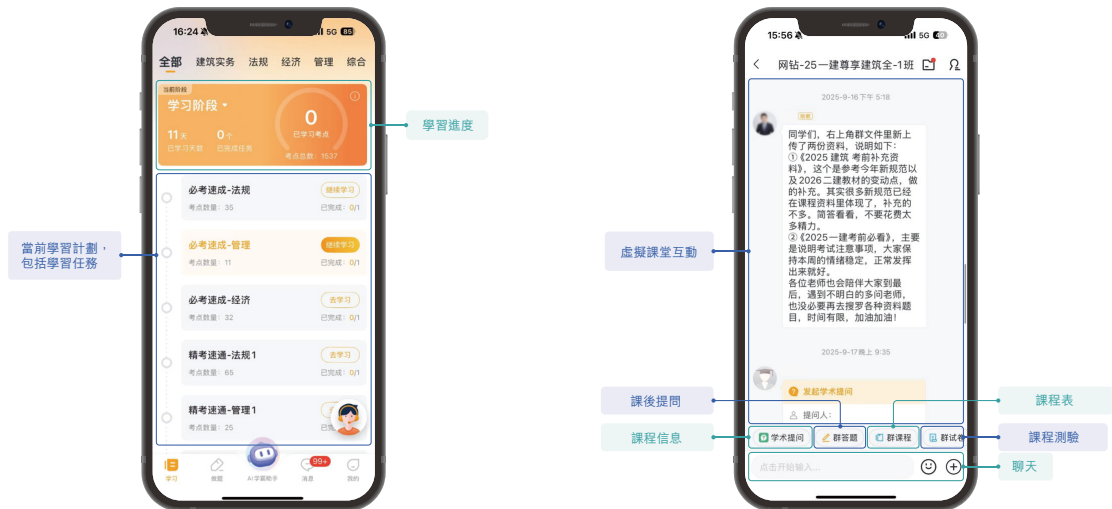 16:24
5G 85
全部 建筑实务 法规 经济 管理 综合
当前阶段
学习阶段
11天 0个
已学习天数 已完成任务
0
已学习考点
考点总数：1537
學習進度
必考速成-法规
继续学习
考点数量：35
已完成：0/1
必考速成-管理
继续学习
考点数量：11
已完成：0/1
當前學習計劃，
包括學習任務
必考速成-经济
去学习
考点数量：32
已完成：0/1
精考速通-法规1
去学习
考点数量：65
已完成：0/1
精考速通-管理1
考点数量：25
99+
学习 做题 AI学霸助手 消息 我的
15:56
5G
网钻-25一建尊享建筑全-1班
2025-9-16下午 5:18
同学们，右上角群文件里新上
传了两份资料，说明如下：
①《2025 建筑 考前补充资
料》，这个是参考今年新规范以
及2026二建教材的变动点，做
的补充。其实很多新规范已经
在课程资料里体现了，补充的
不多。简答看看，不要花费太
多精力。
②《2025一建考前必看》，主要
是说明考试注意事项，大家保
持本周的情绪稳定，正常发挥
出来就好。
各位老师也会陪伴大家到最
后，遇到不明白的多问老师，
也没必要再去搜罗各种资料题
目，时间有限，加油加油！
虛擬課堂互動
2025-9-17晚上 9:35
发起学术提问
提问人：
課後提問
課程信息
課程表
課程測驗
学术提问 群答题 群课程 群试卷
点击开始输入...
聊天